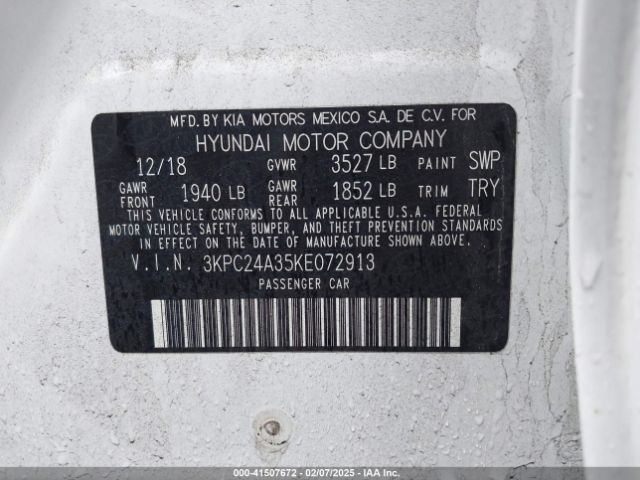 MFD. BY KIA MOTORS MEXICO S.A. DE C.V. FOR
HYUNDAI MOTOR COMPANY
12/18 GVWR 3527 LB PAINT SWP
GAWR FRONT 1940 LB GAWR REAR 1852 LB TRIM TRY
THIS VEHICLE CONFORMS TO ALL APPLICABLE U.S.A. FEDERAL
MOTOR VEHICLE SAFETY, BUMPER, AND THEFT PREVENTION STANDARDS
IN EFFECT ON THE DATE OF MANUFACTURE SHOWN ABOVE.
V.I.N. 3KPC24A35KE072913
PASSENGER CAR
000-41507672 — 02/07/2025 — IAA Inc.